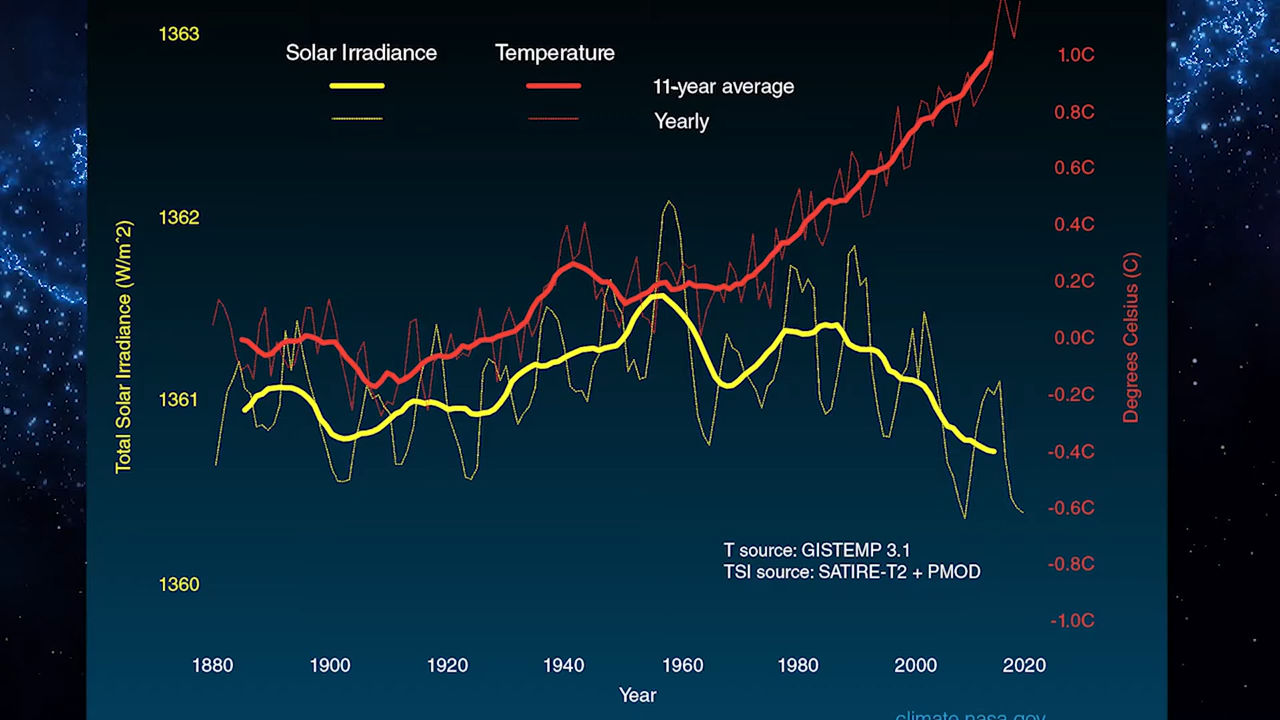 1363
Solar Irradiance Temperature
11-year average
Yearly
1362
1361
1360
Total Solar Irradiance (W/m^2)
1.0C
0.8C
0.6C
0.4C
0.2C
0.0C
-0.2C
-0.4C
-0.6C
-0.8C
-1.0C
Degrees Celsius (C)
T source: GISTEMP 3.1
TSI source: SATIRE-T2 + PMOD
1880 1900 1920 1940 1960 1980 2000 2020
Year
climate.nasa.gov